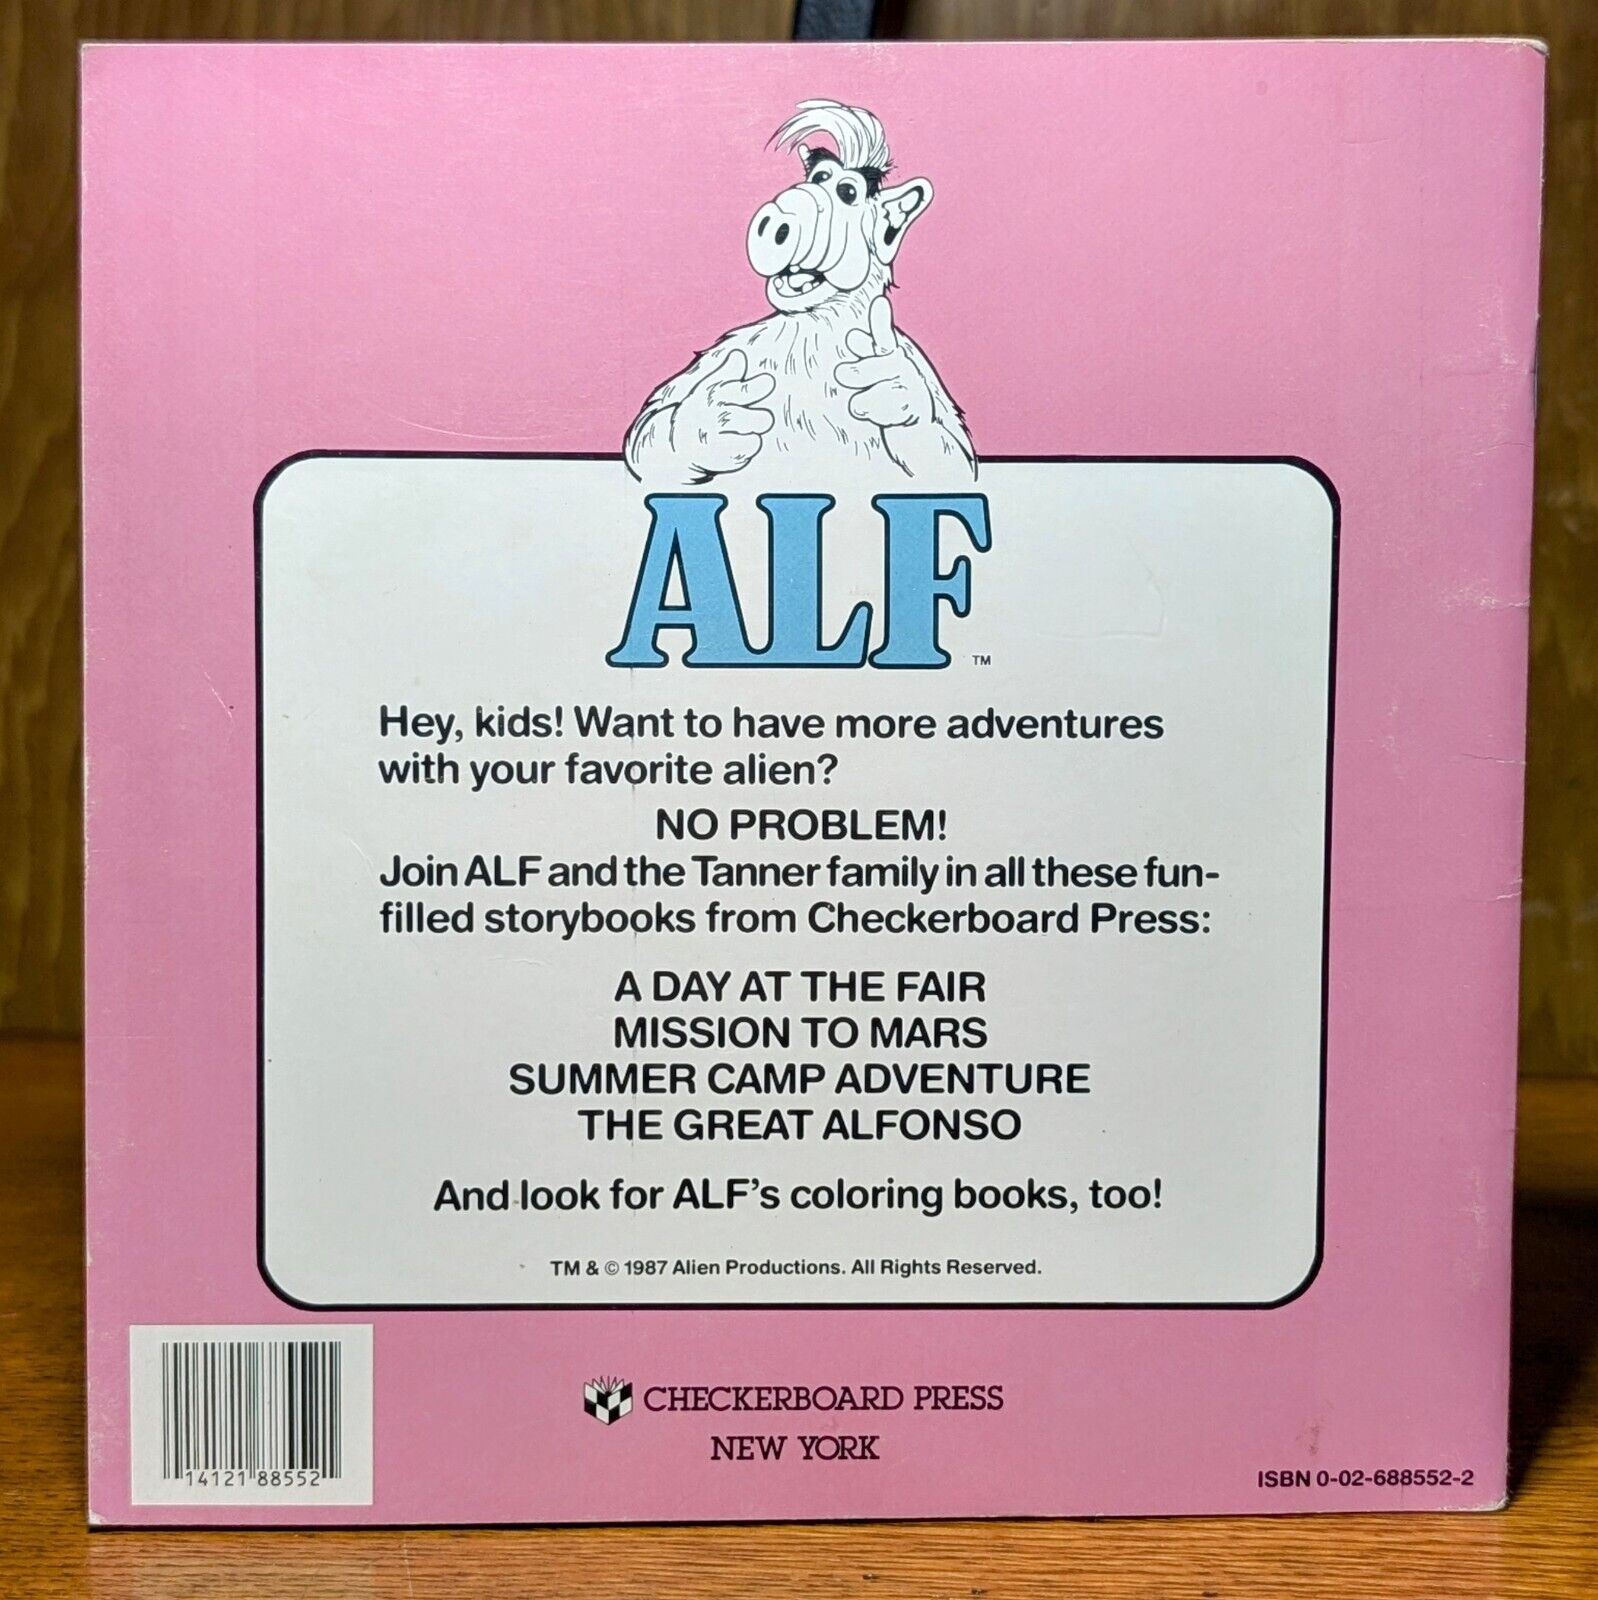 ALF
™
Hey, kids! Want to have more adventures
with your favorite alien?
NO PROBLEM!
Join ALF and the Tanner family in all these fun-
filled storybooks from Checkerboard Press:
A DAY AT THE FAIR
MISSION TO MARS
SUMMER CAMP ADVENTURE
THE GREAT ALFONSO
And look for ALF's coloring books, too!
TM & © 1987 Alien Productions. All Rights Reserved.
CHECKERBOARD PRESS
NEW YORK
14121 88552
ISBN 0-02-688552-2